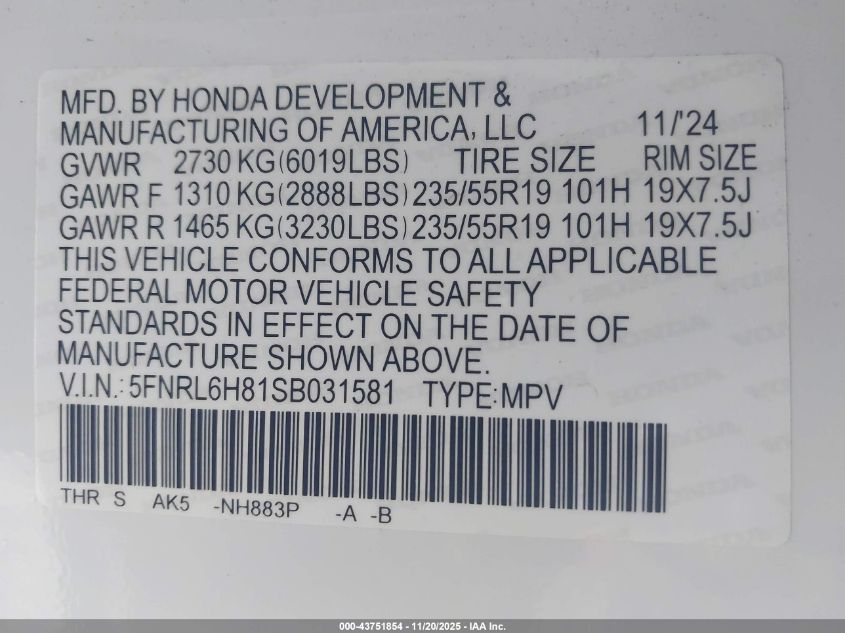 MFD. BY HONDA DEVELOPMENT &
MANUFACTURING OF AMERICA, LLC 11/'24
GVWR 2730 KG(6019LBS) TIRE SIZE RIM SIZE
GAWR F 1310 KG(2888LBS) 235/55R19 101H 19X7.5J
GAWR R 1465 KG(3230LBS) 235/55R19 101H 19X7.5J
THIS VEHICLE CONFORMS TO ALL APPLICABLE
FEDERAL MOTOR VEHICLE SAFETY
STANDARDS IN EFFECT ON THE DATE OF
MANUFACTURE SHOWN ABOVE.
V.I.N.: 5FNRL6H81SB031581 TYPE:MPV
THR S AK5 -NH883P -A -B
000-43751854 - 11/20/2025 - IAA Inc.